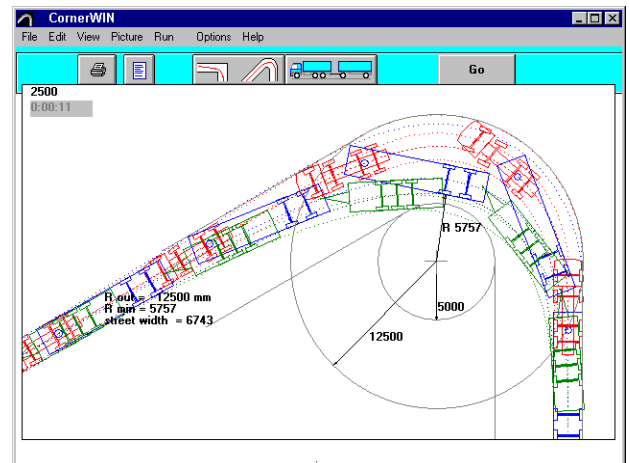 CornerWIN
File Edit View Picture Run Options Help
Go
2500
0:00:11
R 5757
R out = 12500 mm
R min = 5757
street width = 6743
5000
12500